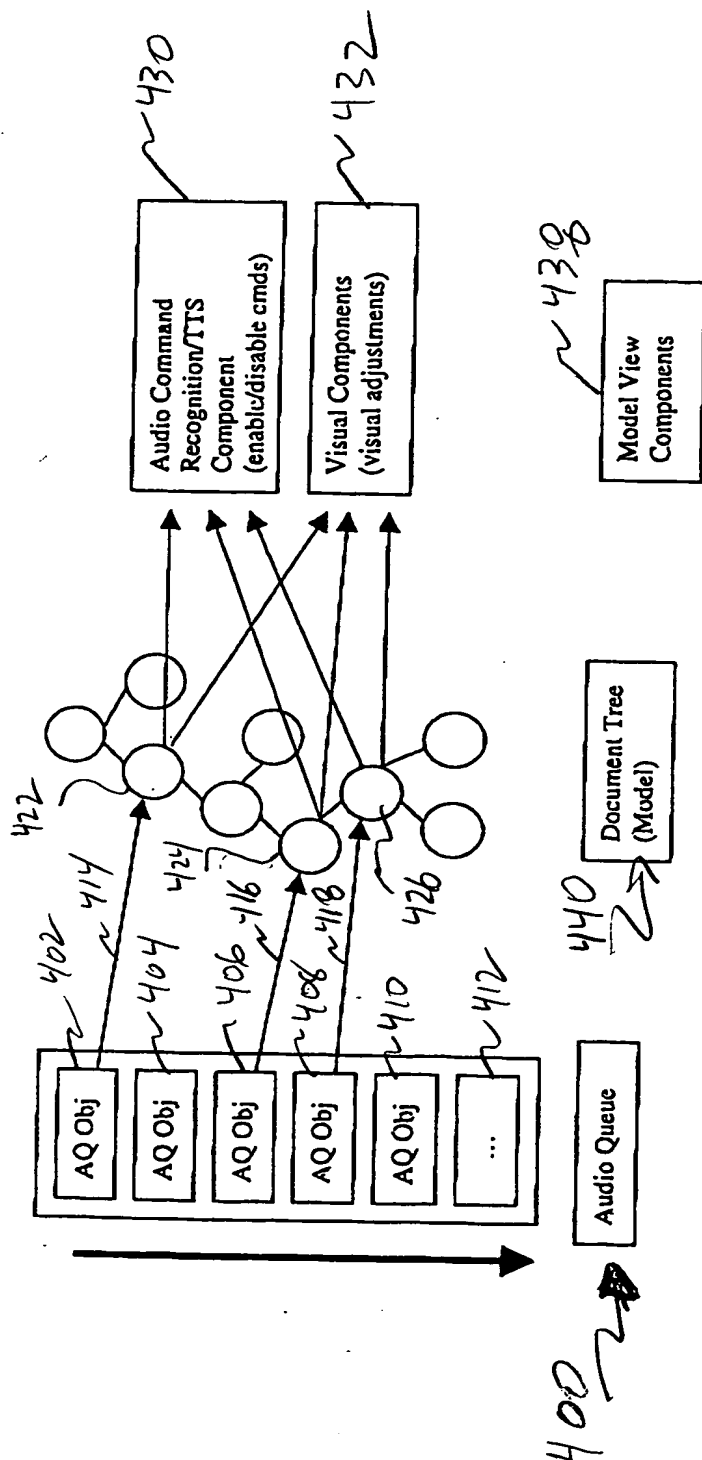 402
414
422
AQ Obj
404
AQ Obj
424
406
416
AQ Obj
408
418
AQ Obj
426
410
AQ Obj
412
...
430
Audio Command
Recognition/TTS
Component
(enable/disable cmds)
432
Visual Components
(visual adjustments)
400
Audio Queue
440
Document Tree
(Model)
438
Model View
Components